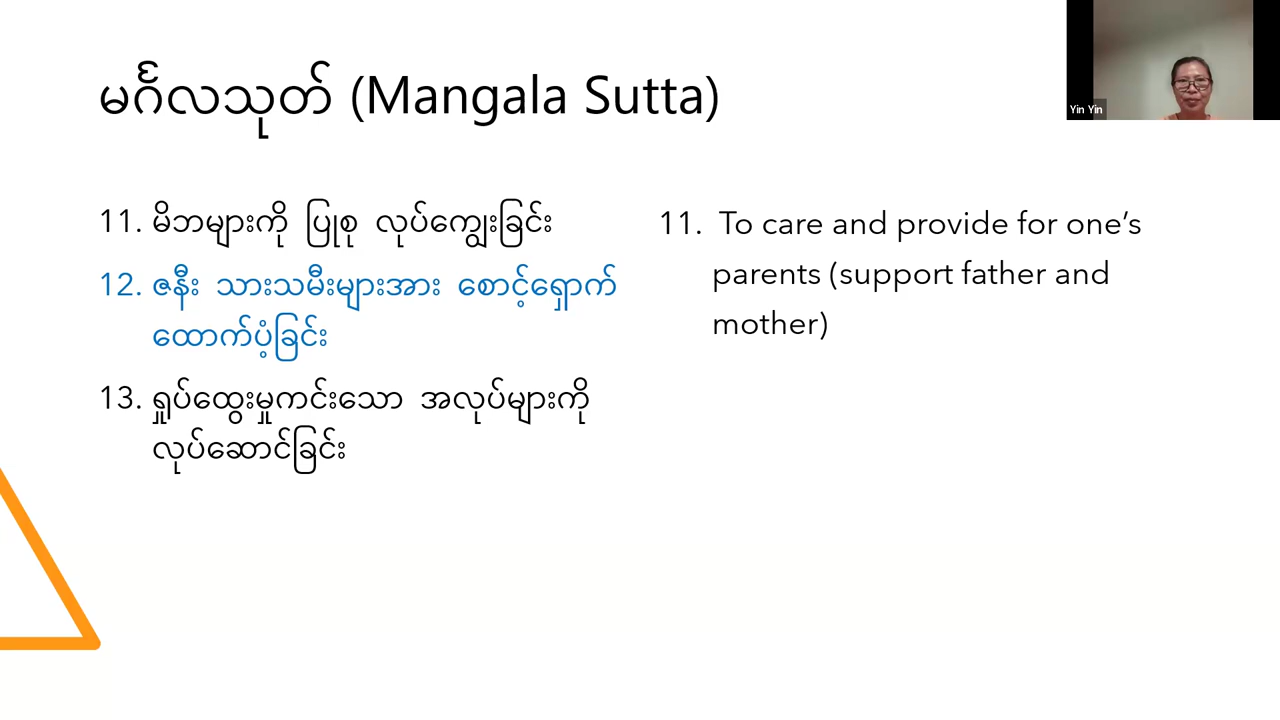 မင်္ဂလသုတ် (Mangala Sutta)
Yin Yin
11. မိဘများကို ပြုစု လုပ်ကျွေးခြင်း
12. ဇနီး သားသမီးများအား စောင့်ရှောက်
ထောက်ပံ့ခြင်း
13. ရှုပ်ထွေးမှုကင်းသော အလုပ်များကို
လုပ်ဆောင်ခြင်း
11. To care and provide for one’s
parents (support father and
mother)